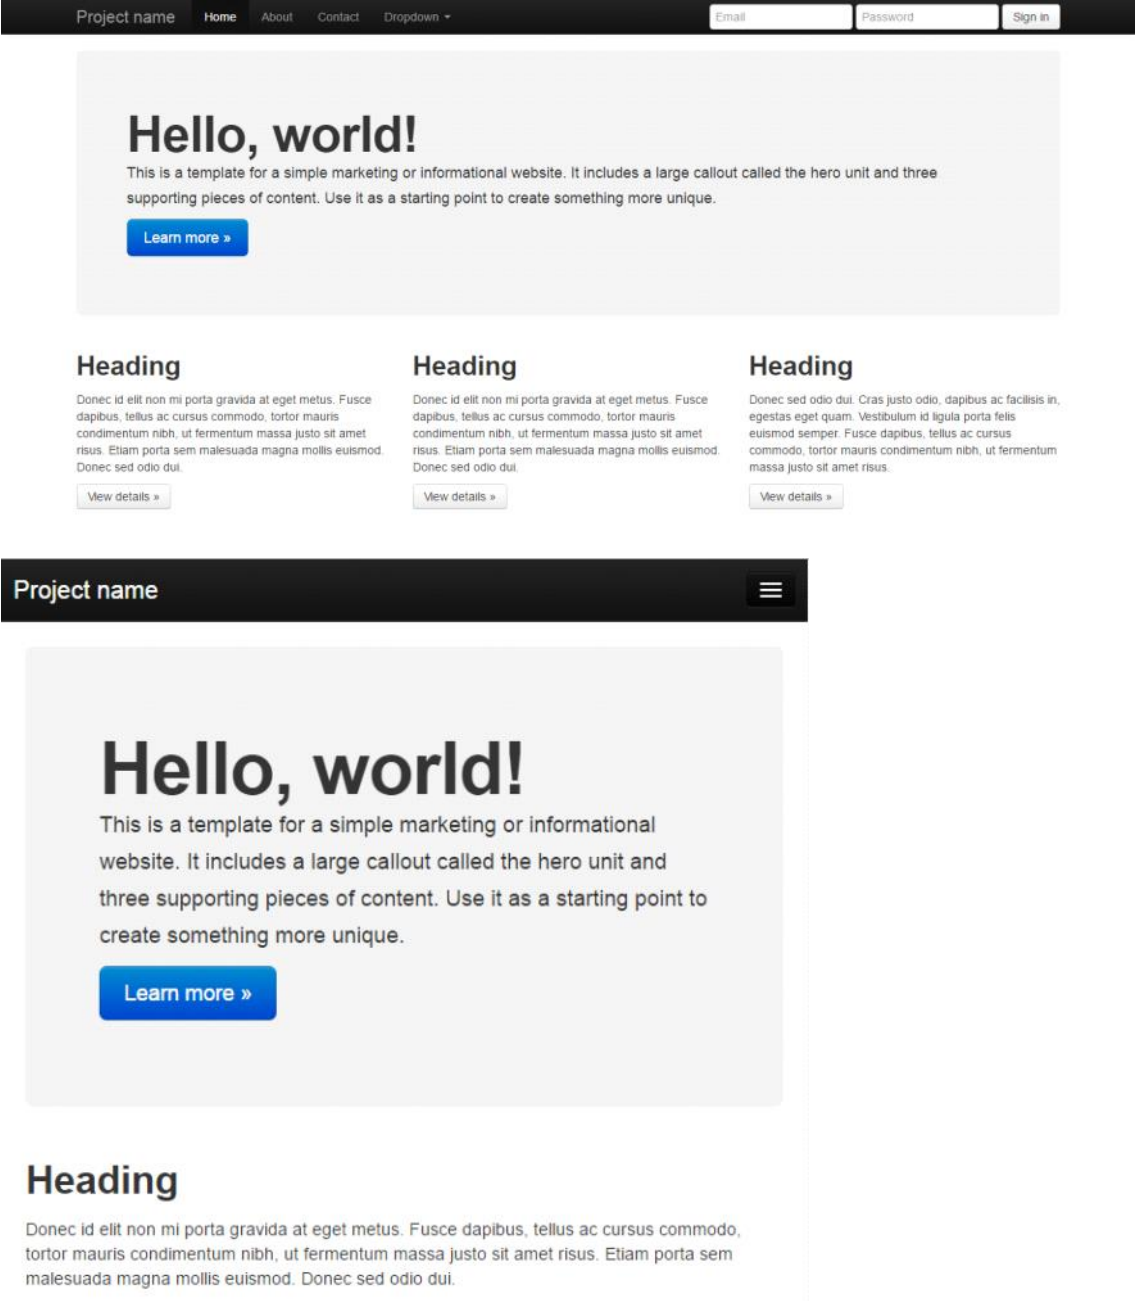 Project name Home About Contact Dropdown Email Password Sign in
Hello, world!
This is a template for a simple marketing or informational website. It includes a large callout called the hero unit and three
supporting pieces of content. Use it as a starting point to create something more unique.
Learn more »
Heading
Donec id elit non mi porta gravida at eget metus. Fusce
dapibus, tellus ac cursus commodo, tortor mauris
condimentum nibh, ut fermentum massa justo sit amet
risus. Etiam porta sem malesuada magna mollis euismod.
Donec sed odio dui.
View details »
Heading
Donec id elit non mi porta gravida at eget metus. Fusce
dapibus, tellus ac cursus commodo, tortor mauris
condimentum nibh, ut fermentum massa justo sit amet
risus. Etiam porta sem malesuada magna mollis euismod.
Donec sed odio dui.
View details »
Heading
Donec sed odio dui. Cras justo odio, dapibus ac facilisis in,
egestas eget quam. Vestibulum id ligula porta felis
euismod semper. Fusce dapibus, tellus ac cursus
commodo, tortor mauris condimentum nibh, ut fermentum
massa justo sit amet risus.
View details »
Project name
Hello, world!
This is a template for a simple marketing or informational
website. It includes a large callout called the hero unit and
three supporting pieces of content. Use it as a starting point to
create something more unique.
Learn more »
Heading
Donec id elit non mi porta gravida at eget metus. Fusce dapibus, tellus ac cursus commodo,
tortor mauris condimentum nibh, ut fermentum massa justo sit amet risus. Etiam porta sem
malesuada magna mollis euismod. Donec sed odio dui.